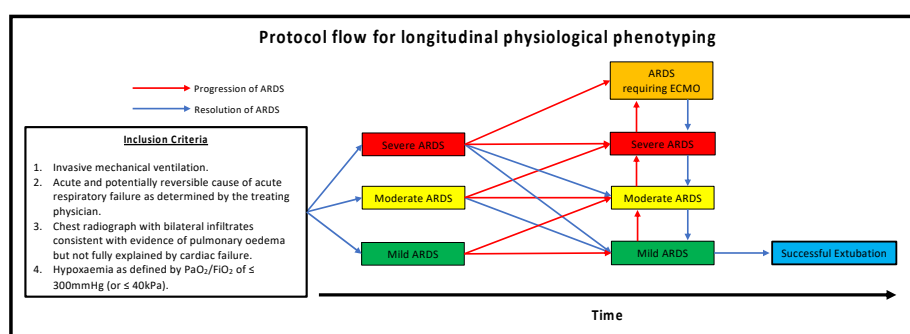 Protocol flow for longitudinal physiological phenotyping
Progression of ARDS
Resolution of ARDS
Inclusion Criteria
1. Invasive mechanical ventilation.
2. Acute and potentially reversible cause of acute
respiratory failure as determined by the treating
physician.
3. Chest radiograph with bilateral infiltrates
consistent with evidence of pulmonary oedema
but not fully explained by cardiac failure.
4. Hypoxaemia as defined by PaO₂/FiO₂ of ≤
300mmHg (or ≤ 40kPa).
Severe ARDS
Moderate ARDS
Mild ARDS
ARDS
requiring ECMO
Severe ARDS
Moderate ARDS
Mild ARDS
Successful Extubation
Time